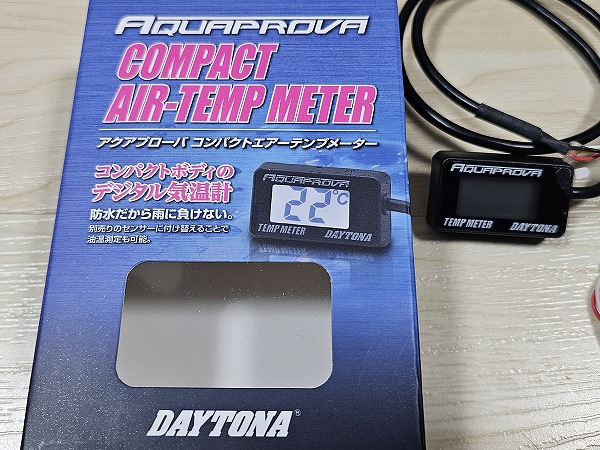 AQUAPROVA
COMPACT
AIR-TEMP METER
アクアプローバ コンパクトエアーテンプメーター
コンパクトボディの
デジタル気温計
防水だから雨に負けない。
別売りのセンサーに付け替えることで
油温測定も可能。
AQUAPROVA
22°C
TEMP METER DAYTONA
DAYTONA®
AQUAPROVA
TEMP METER DAYTONA